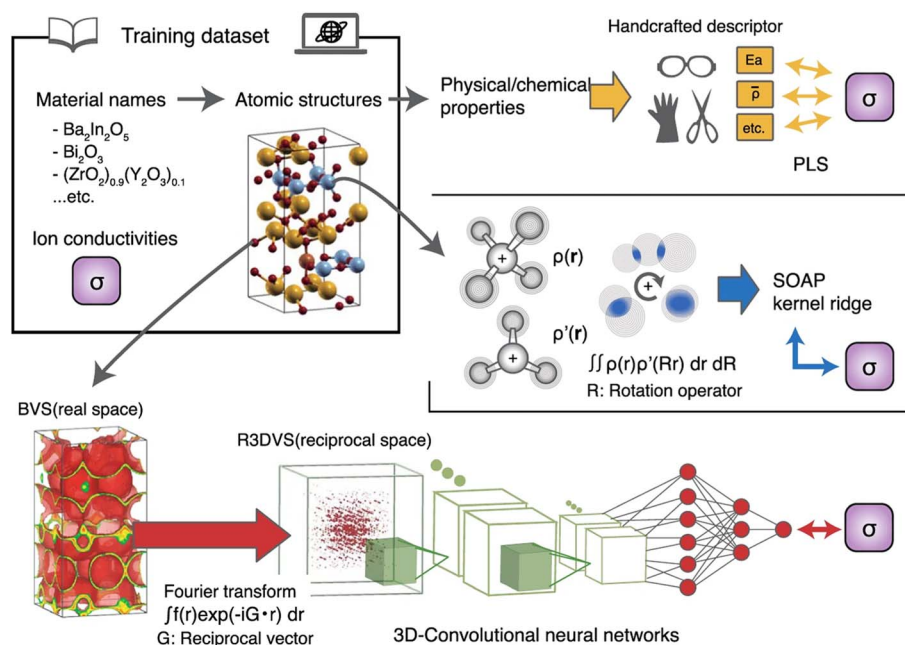 Training dataset
Material names
Atomic structures
- Ba₂In₂O₅
- Bi₂O₃
- (ZrO₂)₀.₉(Y₂O₃)₀.₁
...etc.
Ion conductivities
σ
Physical/chemical
properties
Handcrafted descriptor
Ea
ρ̄
etc.
σ
PLS
+
ρ(r)
ρ'(r)
+
+
∫∫ρ(r)ρ'(Rr) dr dR
R: Rotation operator
SOAP
kernel ridge
σ
BVS(real space)
R3DVS(reciprocal space)
Fourier transform
∫f(r)exp(-iG•r) dr
G: Reciprocal vector
σ
3D-Convolutional neural networks